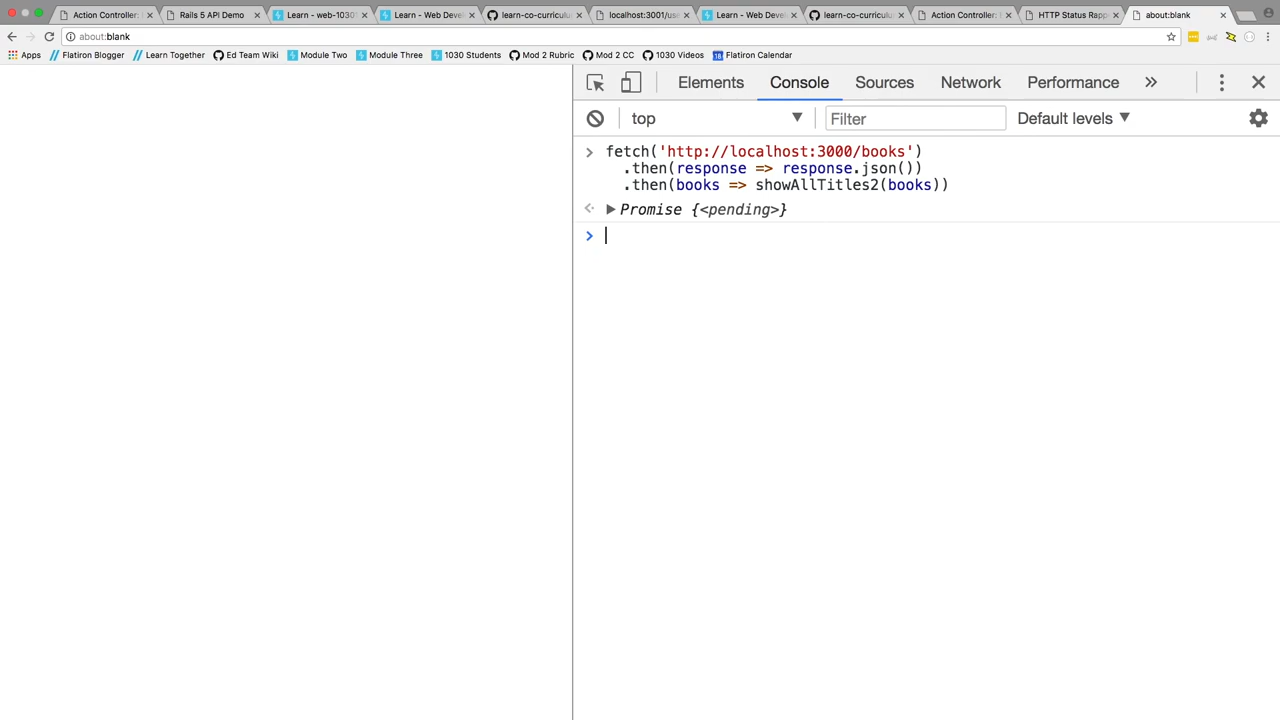 Action Controller:
Rails 5 API Demo
Learn - web-1030
Learn - Web Devel
learn-co-curriculu
localhost:3001/use
Learn - Web Devel
learn-co-curriculu
Action Controller: E
HTTP Status Rapp
about:blank
about:blank
Apps
Flatiron Blogger
Learn Together
Ed Team Wiki
Module Two
Module Three
1030 Students
Mod 2 Rubric
Mod 2 CC
1030 Videos
Flatiron Calendar
Elements
Console
Sources
Network
Performance
top
Filter
Default levels
fetch('http://localhost:3000/books')
.then(response => response.json())
.then(books => showAllTitles2(books))
Promise {<pending>}